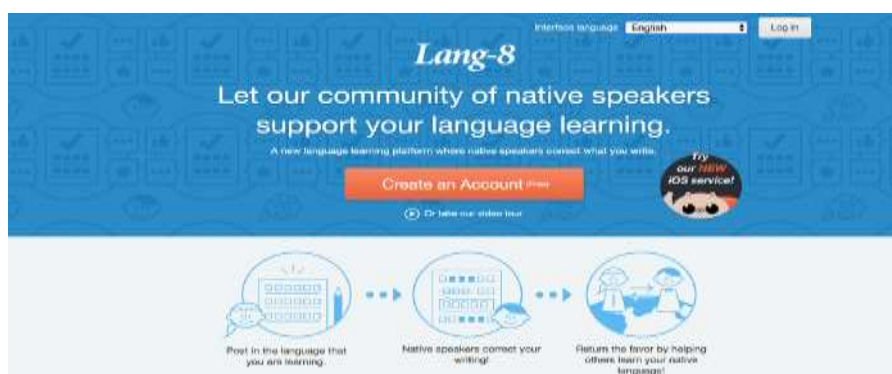 Interface language English Log in
Lang-8
Let our community of native speakers
support your language learning.
A new language learning platform where native speakers correct what you write.
Create an Account (Free)
Try
our NEW
iOS service!
Or take our video tour
Post in the language that
you are learning.
Native speakers correct your
writing!
Return the favor by helping
others learn your native
language!